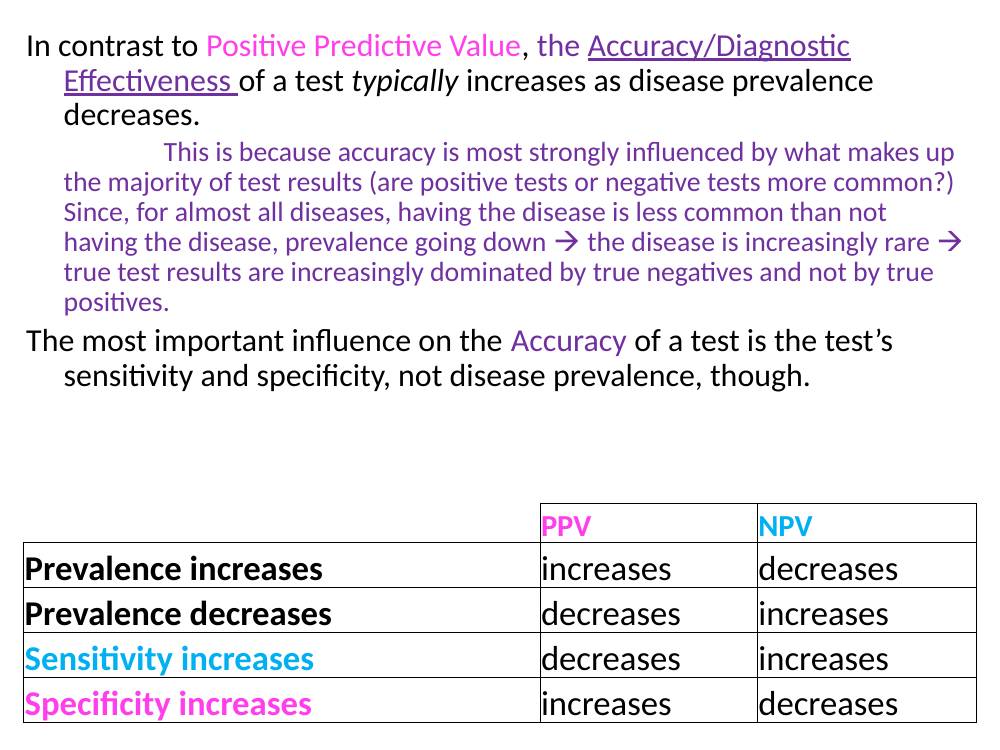 In contrast to Positive Predictive Value, the Accuracy/Diagnostic
Effectiveness of a test typically increases as disease prevalence
decreases.
This is because accuracy is most strongly influenced by what makes up
the majority of test results (are positive tests or negative tests more common?)
Since, for almost all diseases, having the disease is less common than not
having the disease, prevalence going down → the disease is increasingly rare →
true test results are increasingly dominated by true negatives and not by true
positives.
The most important influence on the Accuracy of a test is the test’s
sensitivity and specificity, not disease prevalence, though.
PPV NPV
Prevalence increases increases decreases
Prevalence decreases decreases increases
Sensitivity increases decreases increases
Specificity increases increases decreases